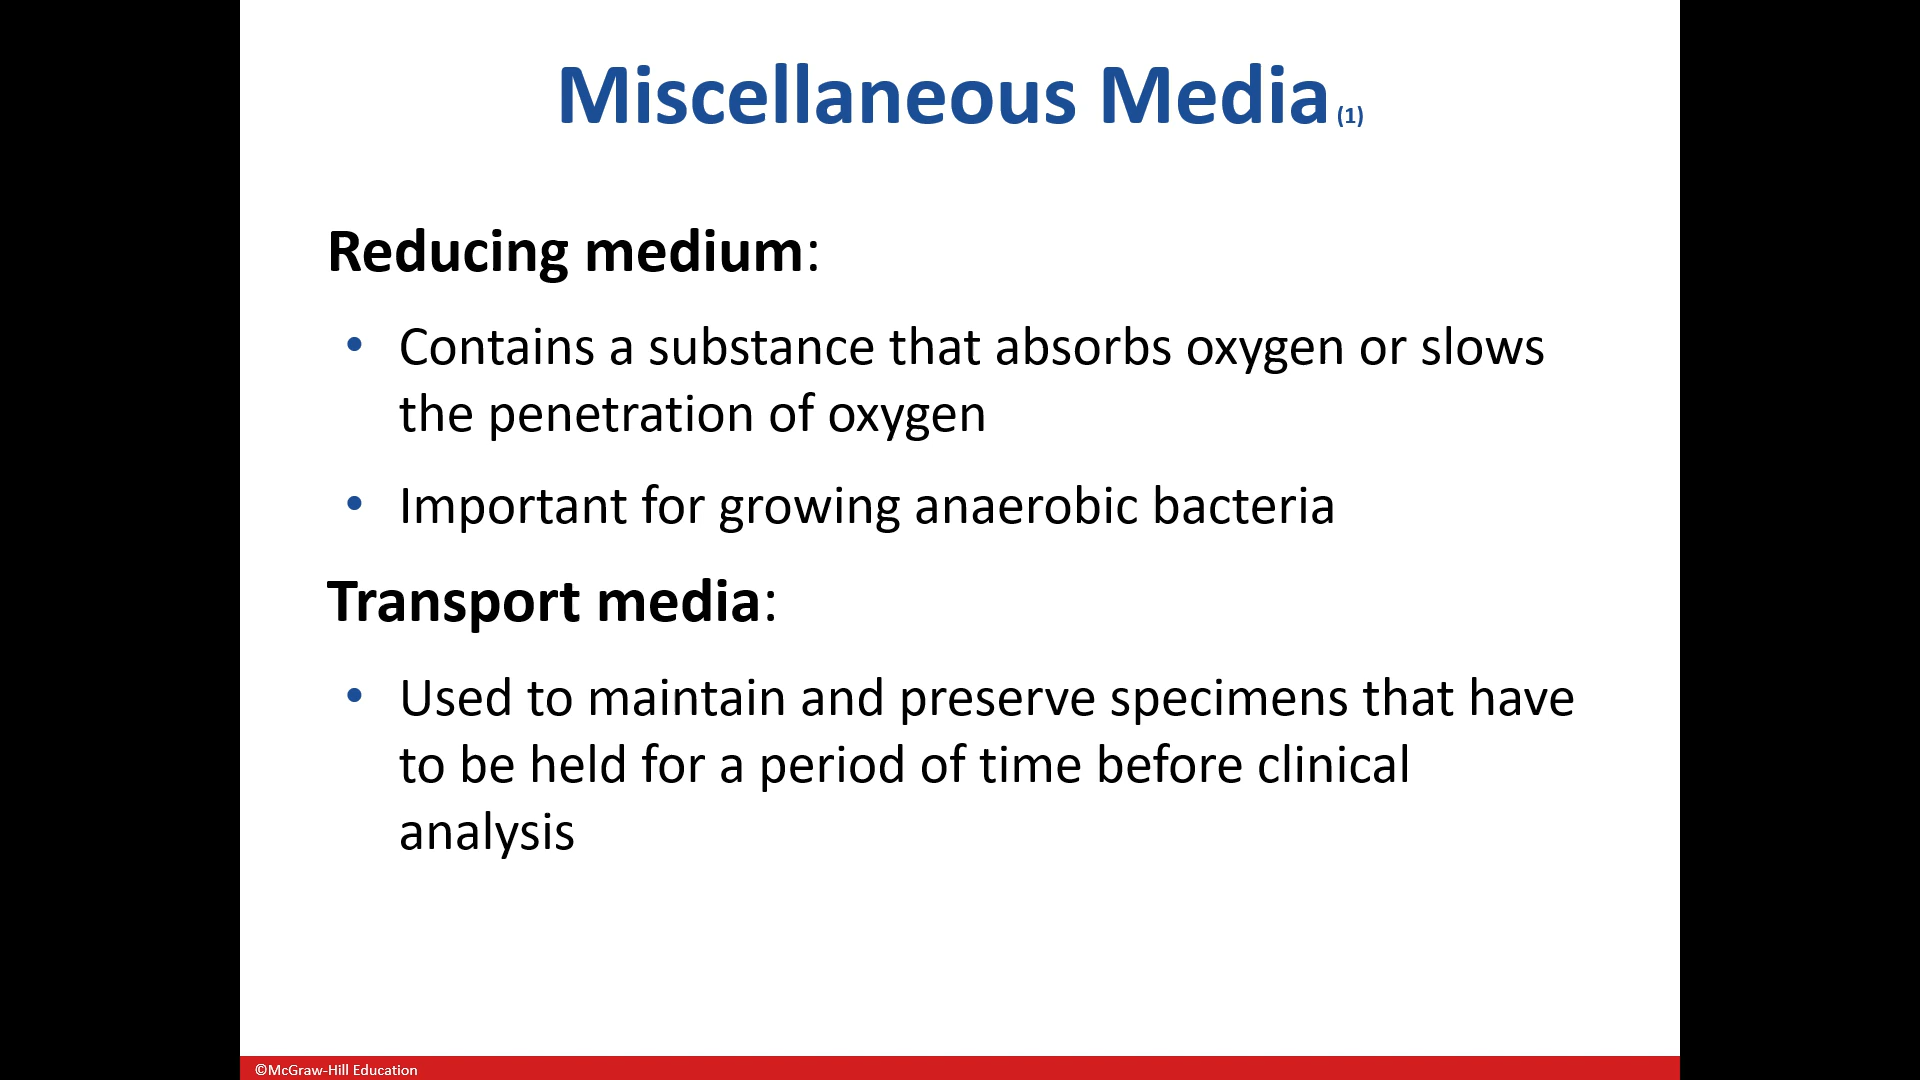 Miscellaneous Media (1)
Reducing medium:
• Contains a substance that absorbs oxygen or slows
the penetration of oxygen
• Important for growing anaerobic bacteria
Transport media:
• Used to maintain and preserve specimens that have
to be held for a period of time before clinical
analysis
©McGraw-Hill Education